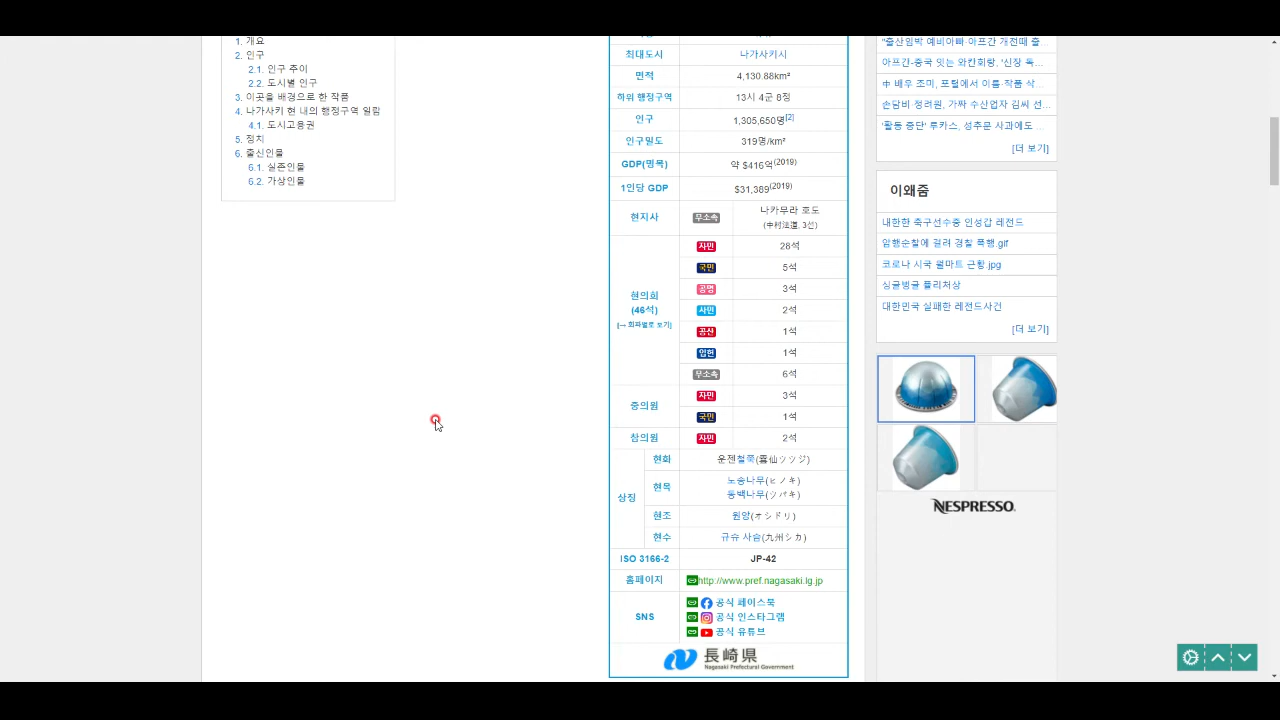 1. 개요
2. 인구
2.1. 인구 추이
2.2. 도시별 인구
3. 이곳을 배경으로 한 작품
4. 나가사키 현 내의 행정구역 일람
4.1. 도시고용권
5. 정치
6. 출신인물
6.1. 실존인물
6.2. 가상인물
최대도시 나가사키시
면적 4,130.88km²
하위 행정구역 13시 4군 8정
인구 1,305,650명[2]
인구밀도 319명/km²
GDP(명목) 약 $416억(2019)
1인당 GDP $31,389(2019)
현지사 무소속 나카무라 호도
(中村法道, 3선)
현의회
(46석)
[→ 회파별로 보기]
자민 28석
국민 5석
공명 3석
사민 2석
공산 1석
입헌 1석
무소속 6석
중의원 자민 3석
국민 1석
참의원 자민 2석
상징
현화 운젠철쭉(雲仙ツツジ)
현목 노송나무(ヒノキ)
동백나무(ツバキ)
현조 원앙(オシドリ)
현수 규슈 사슴(九州シカ)
ISO 3166-2 JP-42
홈페이지 http://www.pref.nagasaki.lg.jp
SNS
공식 페이스북
공식 인스타그램
공식 유튜브
長崎県
Nagasaki Prefectural Government
"출산임박 예비아빠·아프간 개전때 출...
아프간-중국 잇는 와칸회랑, '신장 독...
中 배우 조미, 포털에서 이름·작품 삭...
손담비·정려원, 가짜 수산업자 김씨 선...
'활동 중단' 루카스, 성추문 사과에도 ...
[더 보기]
이왜줌
내한한 축구선수중 인성갑 레전드
암행순찰에 걸려 경찰 폭행.gif
코로나 시국 월마트 근황.jpg
싱글벙글 퓰리처상
대한민국 실패한 레전드사건
[더 보기]
NESPRESSO.